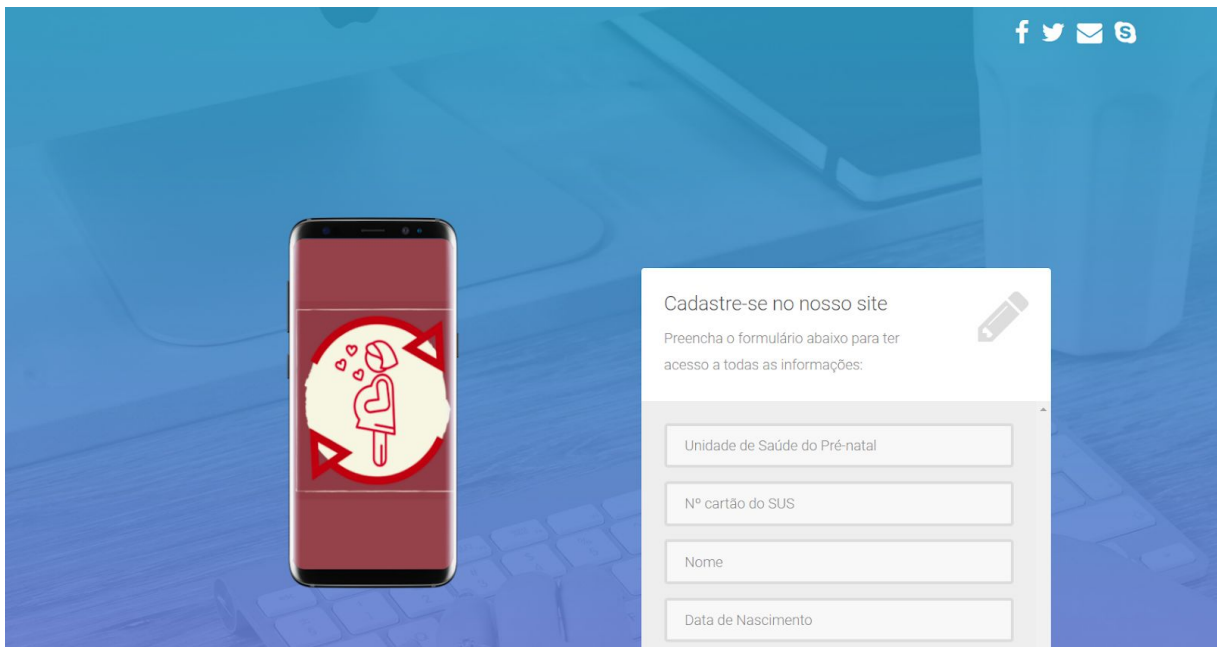 Cadastre-se no nosso site
Preencha o formulário abaixo para ter
acesso a todas as informações:
Unidade de Saúde do Pré-natal
Nº cartão do SUS
Nome
Data de Nascimento